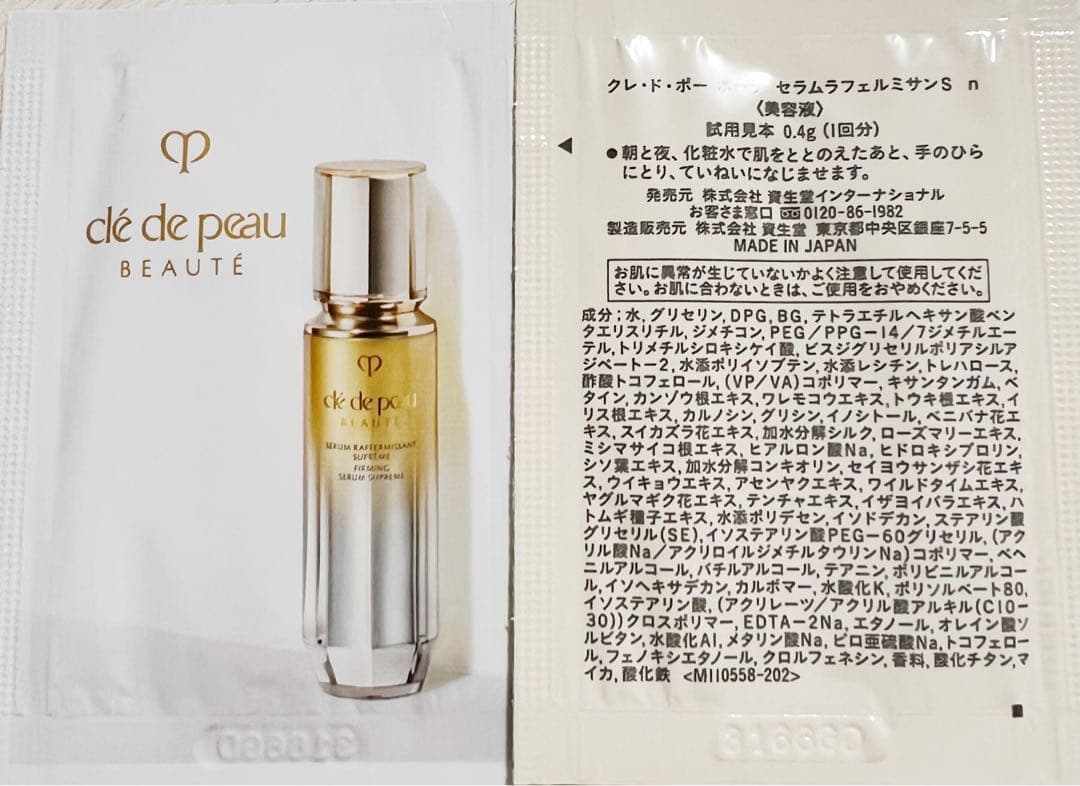 clé de peau
BEAUTÉ
clé de peau
BEAUTÉ
SÉRUM RAFFERMISSANT
SUPRÊME
FIRMING
SERUM SUPREME
クレ・ド・ポー セラムラフェルミサンS n
〈美容液〉
試用見本 0.4g (1回分)
●朝と夜、化粧水で肌をととのえたあと、手のひら
にとり、ていねいになじませます。
発売元 株式会社 資生堂インターナショナル
お客さま窓口 0120-86-1982
製造販売元 株式会社 資生堂 東京都中央区銀座7-5-5
MADE IN JAPAN
お肌に異常が生じていないかよく注意して使用してくだ
さい。お肌に合わないときは、ご使用をおやめください。
成分;水,グリセリン,DPG,BG,テトラエチルヘキサン酸ペン
タエリスリチル,ジメチコン,PEG/PPG-14/7ジメチルエー
テル,トリメチルシロキシケイ酸,ビスジグリセリルポリアシルア
ジペート-2,水添ポリイソブテン,水添レシチン,トレハロース,
酢酸トコフェロール,(VP/VA)コポリマー,キサンタンガム,ベ
タイン,カンゾウ根エキス,ワレモコウエキス,トウキ根エキス,イ
リス根エキス,カルノシン,グリシン,イノシトール,ベニバナ花エ
キス,スイカズラ花エキス,加水分解シルク,ローズマリーエキス,
ミシマサイコ根エキス,ヒアルロン酸Na,ヒドロキシプロリン,
シソ葉エキス,加水分解コンキオリン,セイヨウサンザシ花エキ
ス,ウイキョウエキス,アセンヤクエキス,ワイルドタイムエキス,
ヤグルマギク花エキス,テンチャエキス,イザヨイバラエキス,ハ
トムギ種子エキス,水添ポリデセン,イソドデカン,ステアリン酸
グリセリル(SE),イソステアリン酸PEG-60グリセリル,(アク
リル酸Na/アクリロイルジメチルタウリンNa)コポリマー,ベヘ
ニルアルコール,バチルアルコール,テアニン,ポリビニルアルコー
ル,イソヘキサデカン,カルボマー,水酸化K,ポリソルベート80,
イソステアリン酸,(アクリレーツ/アクリル酸アルキル(C10-
30))クロスポリマー,EDTA-2Na,エタノール,オレイン酸ソ
ルビタン,水酸化Al,メタリン酸Na,ピロ亜硫酸Na,トコフェロー
ル,フェノキシエタノール,クロルフェネシン,香料,酸化チタン,マ
イカ,酸化鉄 <M110558-202>